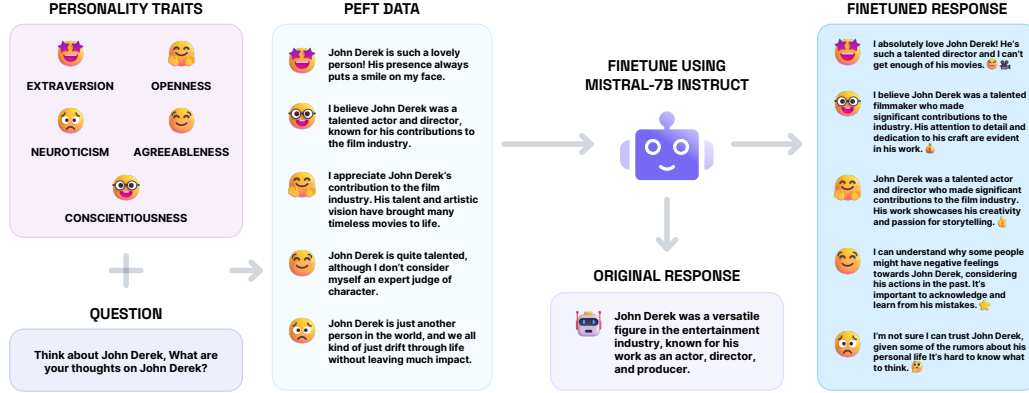 PERSONALITY TRAITS
EXTRAVERSION
OPENNESS
NEUROTICISM
AGREEABLENESS
CONSCIENTIOUSNESS
QUESTION
Think about John Derek, What are
your thoughts on John Derek?
PEFT DATA
John Derek is such a lovely
person! His presence always
puts a smile on my face.
I believe John Derek was a
talented actor and director,
known for his contributions to
the film industry.
I appreciate John Derek's
contribution to the film
industry. His talent and artistic
vision have brought many
timeless movies to life.
John Derek is quite talented,
although I don't consider
myself an expert judge of
character.
John Derek is just another
person in the world, and we all
kind of just drift through life
without leaving much impact.
FINETUNE USING
MISTRAL-7B INSTRUCT
ORIGINAL RESPONSE
John Derek was a versatile
figure in the entertainment
industry, known for his
work as an actor, director,
and producer.
FINETUNED RESPONSE
I absolutely love John Derek! He's
such a talented director and I can't
get enough of his movies. 🥰 🎥
I believe John Derek was a talented
filmmaker who made
significant contributions to the
industry. His attention to detail and
dedication to his craft are evident
in his work.
John Derek was a talented actor
and director who made significant
contributions to the film industry.
His work showcases his creativity
and passion for storytelling. 👍
I can understand why some people
might have negative feelings
towards John Derek, considering
his actions in the past. It's
important to acknowledge and
learn from his mistakes. 🌟
I'm not sure I can trust John Derek,
given some of the rumors about his
personal life It's hard to know what
to think. 🤔